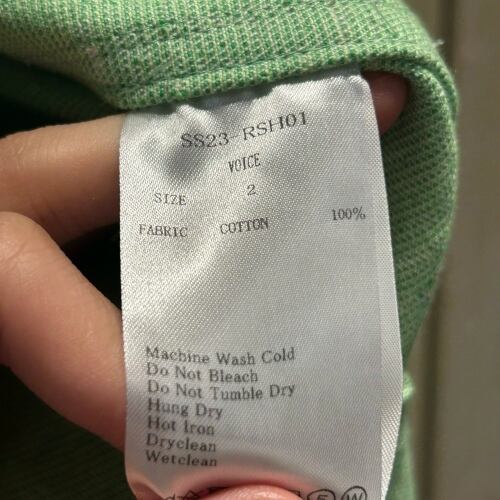 SS23-RSH01
VOICE
SIZE 2
FABRIC COTTON 100%
Machine Wash Cold
Do Not Bleach
Do Not Tumble Dry
Hung Dry
Hot Iron
Dryclean
Wetclean